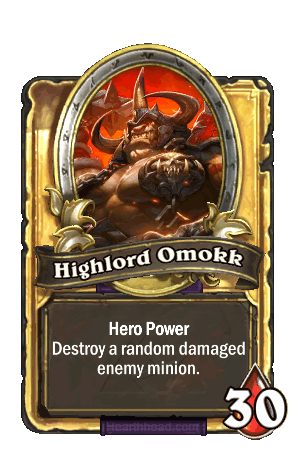 Highlord Omokk
Hero Power
Destroy a random damaged
enemy minion.
30
Hearthhead.com